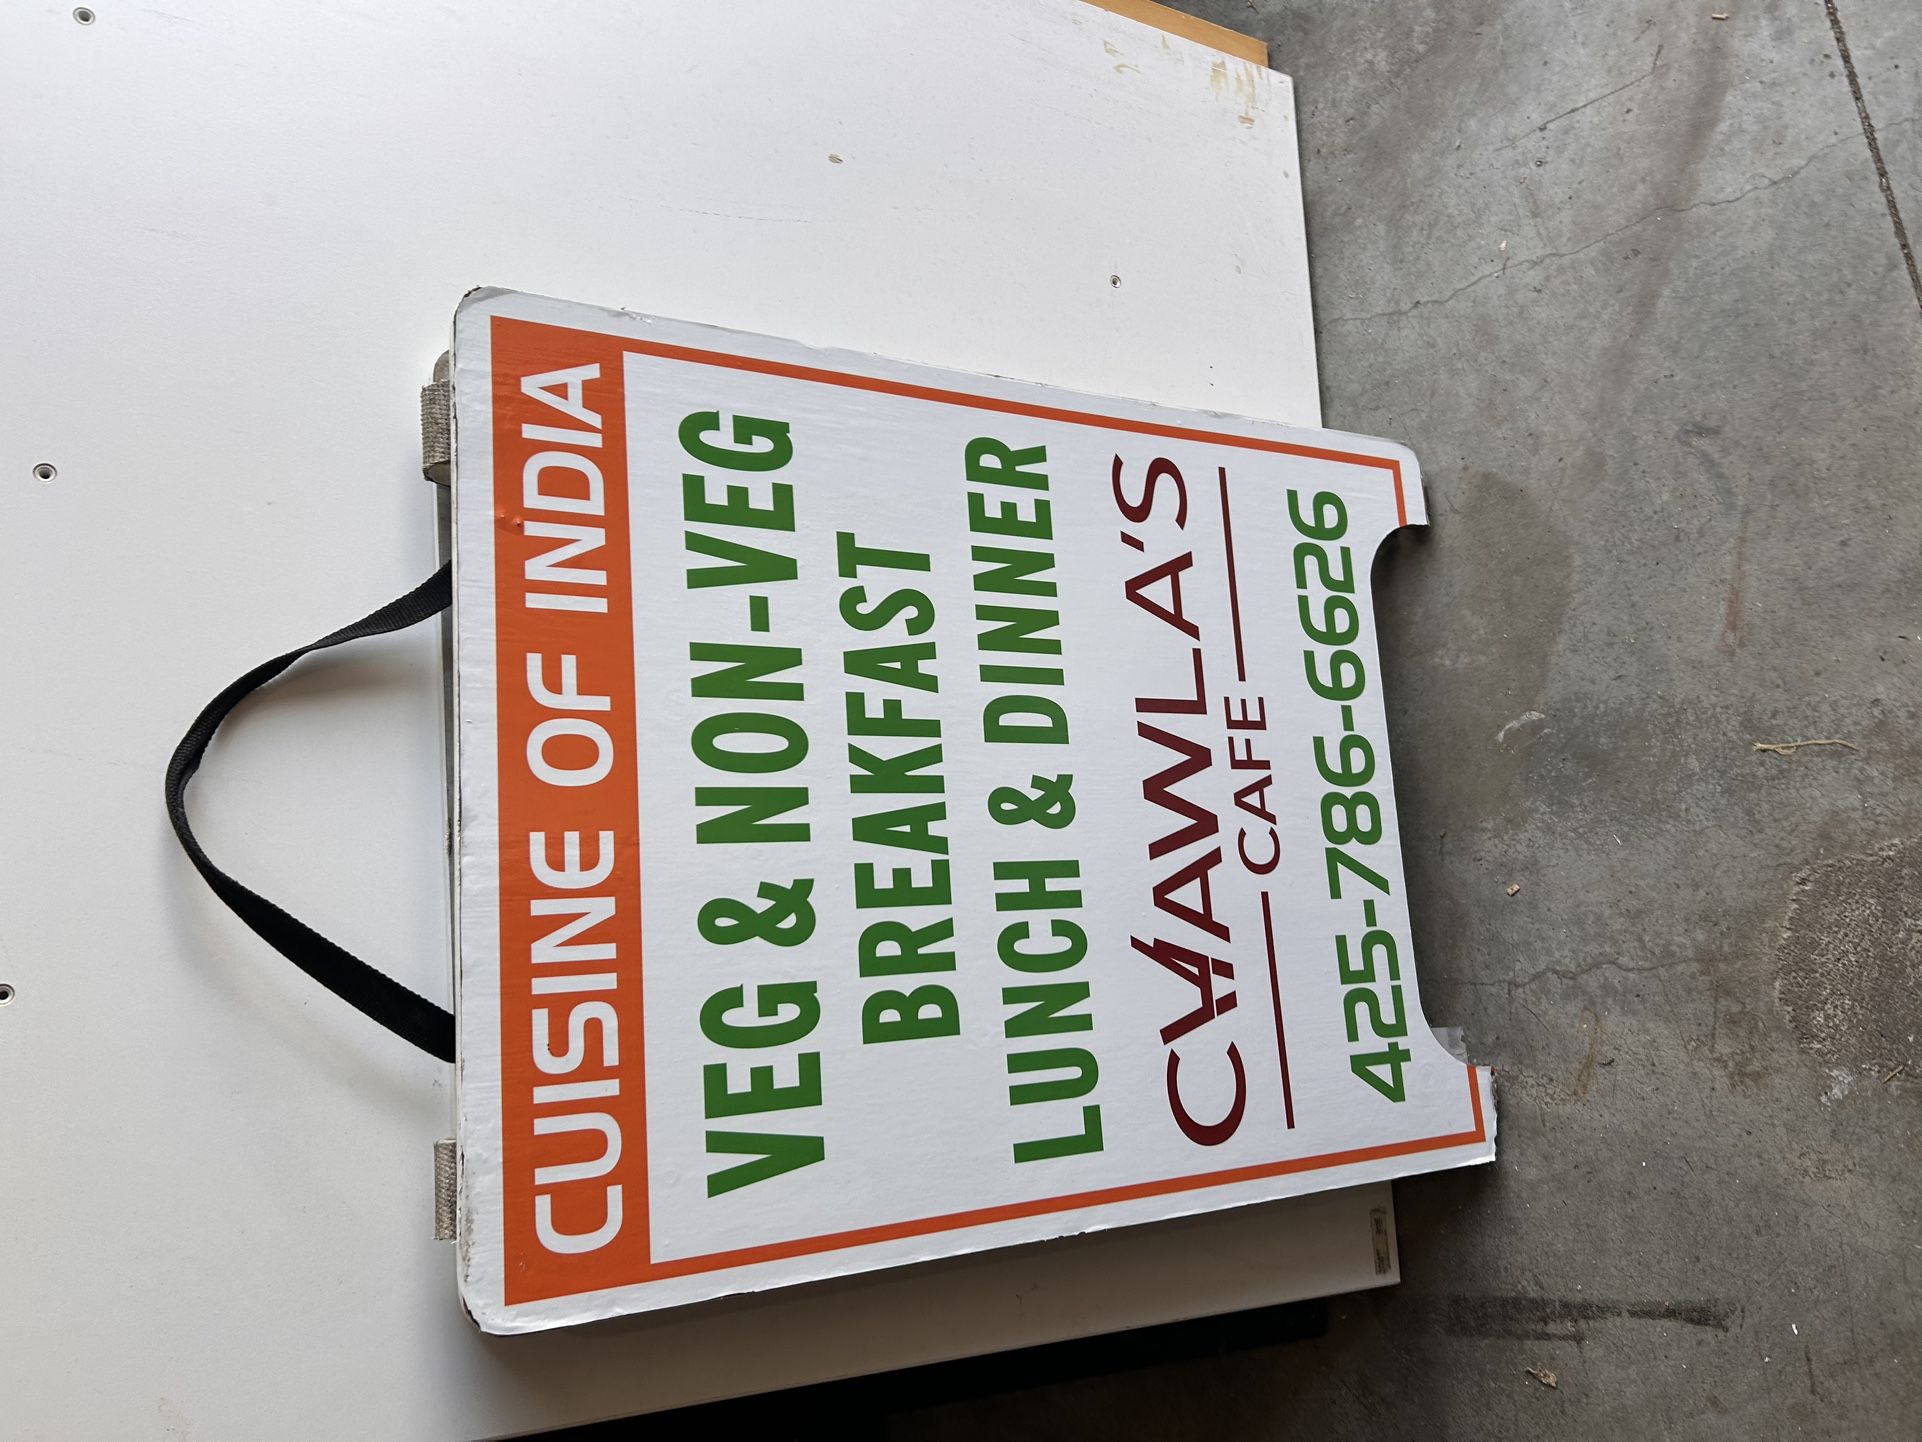 CUISINE OF INDIA
VEG & NON-VEG
BREAKFAST
LUNCH & DINNER
CHAWLA'S
CAFE
425-786-6626